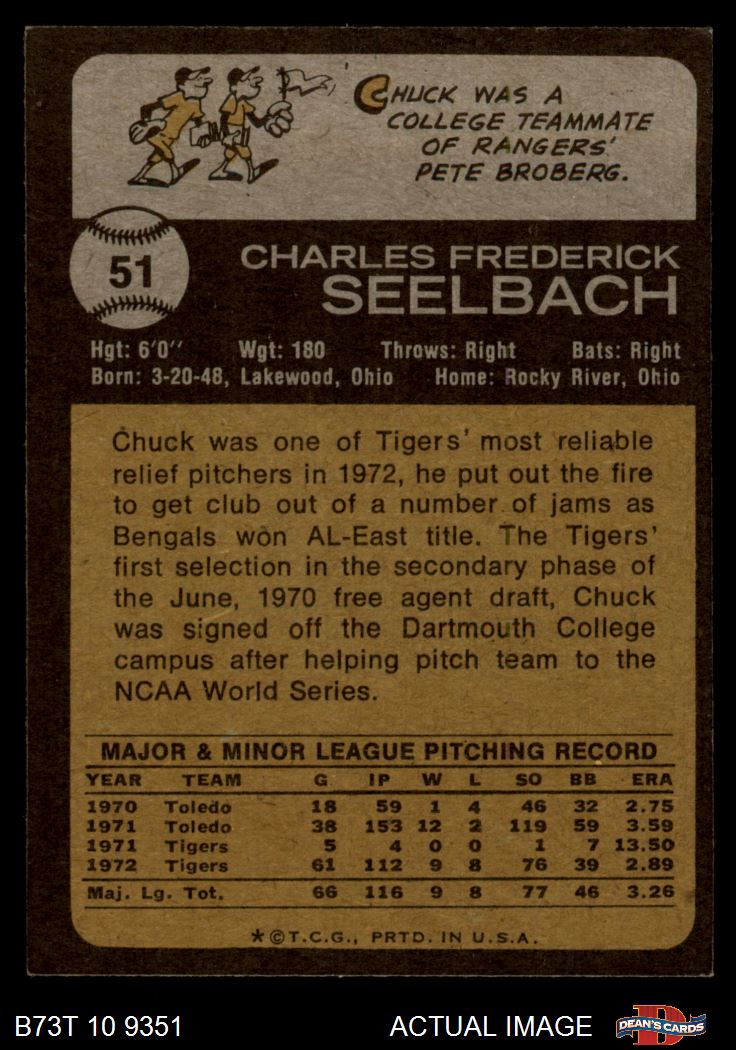 CHUCK WAS A
COLLEGE TEAMMATE
OF RANGERS'
PETE BROBERG.
51
CHARLES FREDERICK
SEELBACH
Hgt: 6'0" Wgt: 180 Throws: Right Bats: Right
Born: 3-20-48, Lakewood, Ohio Home: Rocky River, Ohio
Chuck was one of Tigers' most reliable
relief pitchers in 1972, he put out the fire
to get club out of a number of jams as
Bengals won AL-East title. The Tigers'
first selection in the secondary phase of
the June, 1970 free agent draft, Chuck
was signed off the Dartmouth College
campus after helping pitch team to the
NCAA World Series.
MAJOR & MINOR LEAGUE PITCHING RECORD
YEAR TEAM G IP W L SO BB ERA
1970 Toledo 18 59 1 4 46 32 2.75
1971 Toledo 38 153 12 2 119 59 3.59
1971 Tigers 5 4 0 0 1 7 13.50
1972 Tigers 61 112 9 8 76 39 2.89
Maj. Lg. Tot. 66 116 9 8 77 46 3.26
*©T.C.G., PRTD. IN U.S.A.
B73T 10 9351 ACTUAL IMAGE D DEAN'S CARDS